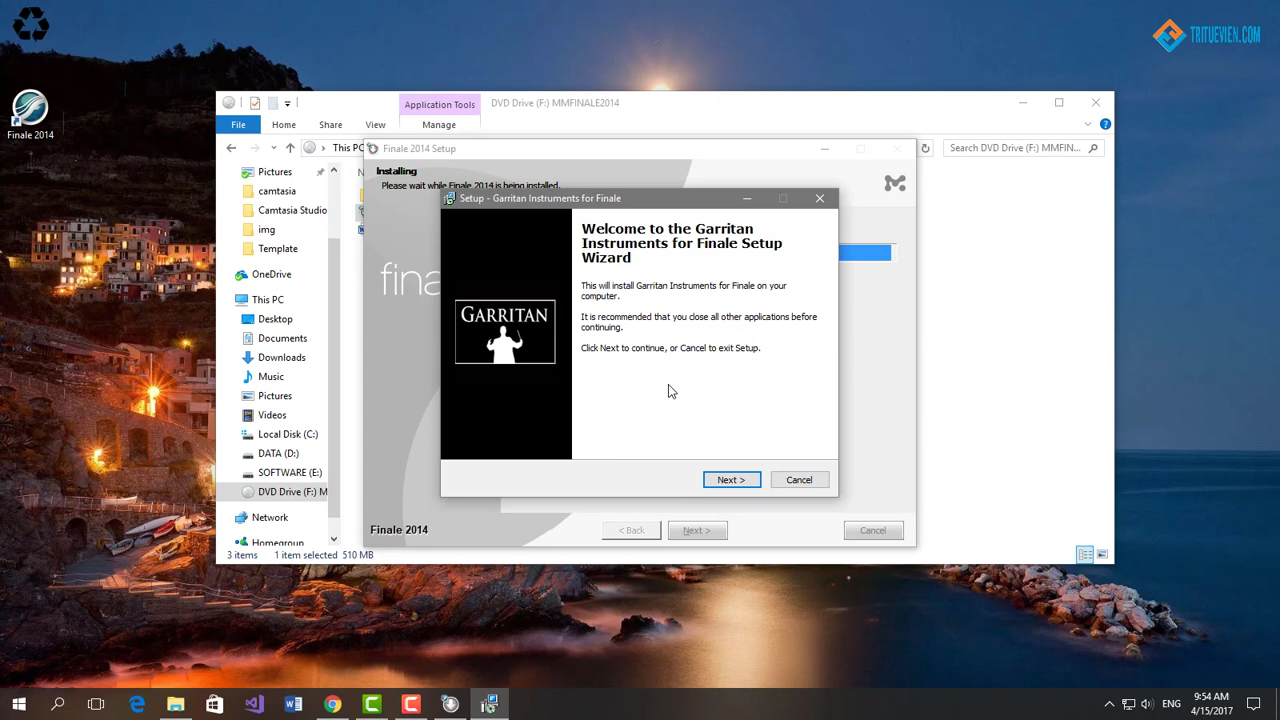 TRITUEVIEN.COM
Finale 2014
Application Tools
DVD Drive (F:) MMFINALE2014
File
Home
Share
View
Manage
This PC
Search DVD Drive (F:) MMFIN...
Pictures
camtasia
Camtasia Studio
img
Template
OneDrive
This PC
Desktop
Documents
Downloads
Music
Pictures
Videos
Local Disk (C:)
DATA (D:)
SOFTWARE (E:)
DVD Drive (F:) M
Network
Homegroup
3 items
1 item selected 510 MB
Finale 2014 Setup
Installing
Please wait while Finale 2014 is being installed.
fina
Finale 2014
< Back
Next >
Cancel
Setup - Garritan Instruments for Finale
GARRITAN
Welcome to the Garritan
Instruments for Finale Setup
Wizard
This will install Garritan Instruments for Finale on your
computer.
It is recommended that you close all other applications before
continuing.
Click Next to continue, or Cancel to exit Setup.
Next >
Cancel
ENG
9:54 AM
4/15/2017